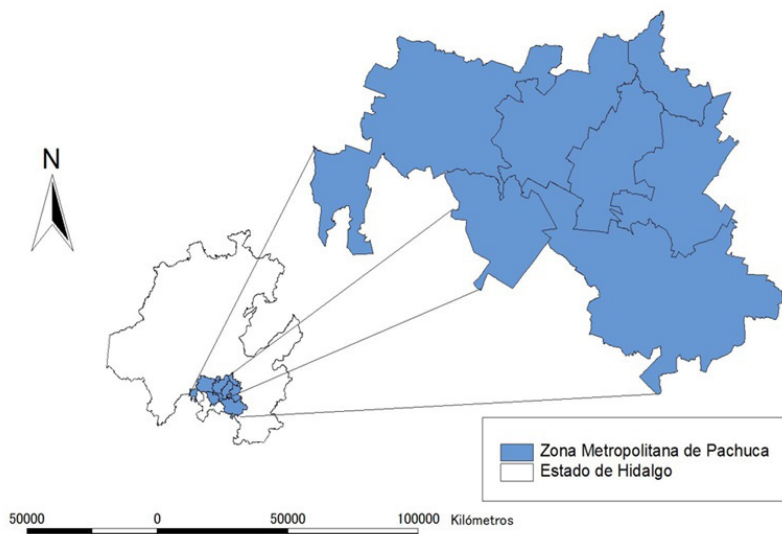 N
Zona Metropolitana de Pachuca
Estado de Hidalgo
50000 0 50000 100000 Kilómetros